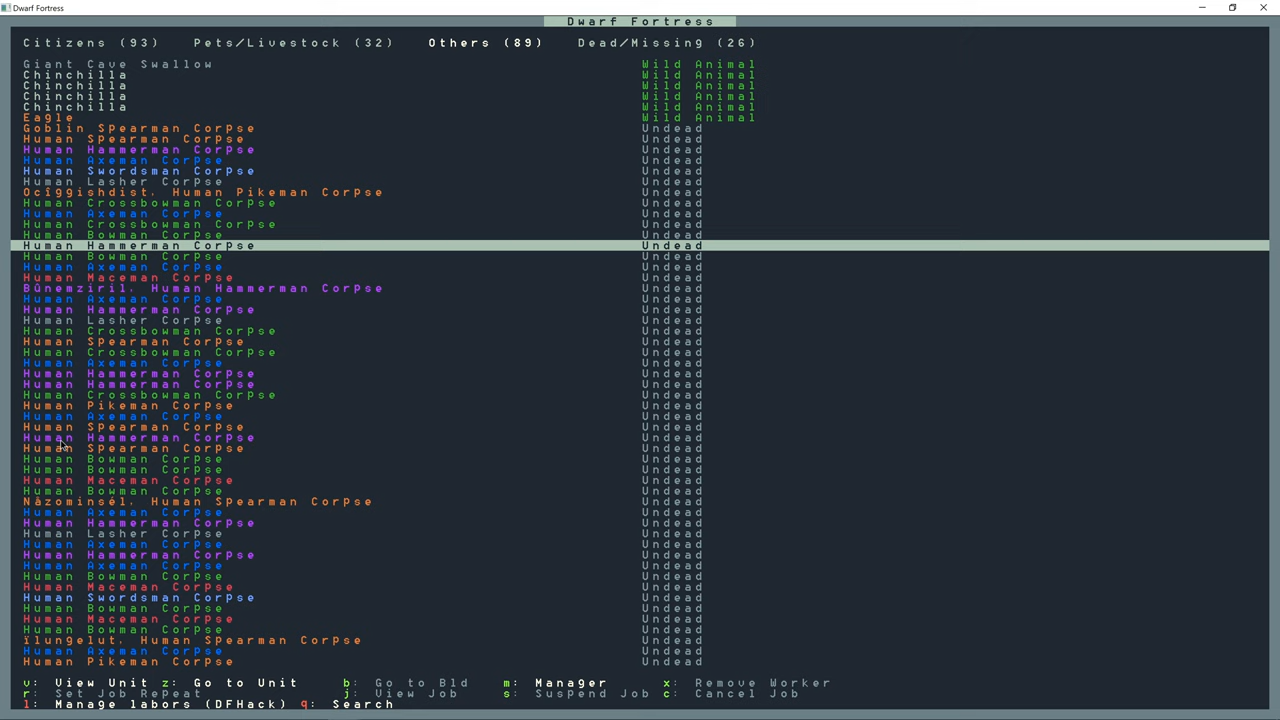 Dwarf Fortress
Dwarf Fortress
Citizens (93) Pets/Livestock (32) Others (89) Dead/Missing (26)
Giant Cave Swallow Wild Animal
Chinchilla Wild Animal
Chinchilla Wild Animal
Chinchilla Wild Animal
Chinchilla Wild Animal
Eagle Wild Animal
Goblin Spearman Corpse Undead
Human Spearman Corpse Undead
Human Hammerman Corpse Undead
Human Axeman Corpse Undead
Human Swordsman Corpse Undead
Human Lasher Corpse Undead
Ocîggishdist, Human Pikeman Corpse Undead
Human Crossbowman Corpse Undead
Human Axeman Corpse Undead
Human Crossbowman Corpse Undead
Human Bowman Corpse Undead
Human Hammerman Corpse Undead
Human Bowman Corpse Undead
Human Axeman Corpse Undead
Human Maceman Corpse Undead
Bûnemziril, Human Hammerman Corpse Undead
Human Axeman Corpse Undead
Human Hammerman Corpse Undead
Human Lasher Corpse Undead
Human Crossbowman Corpse Undead
Human Spearman Corpse Undead
Human Crossbowman Corpse Undead
Human Axeman Corpse Undead
Human Hammerman Corpse Undead
Human Hammerman Corpse Undead
Human Crossbowman Corpse Undead
Human Pikeman Corpse Undead
Human Axeman Corpse Undead
Human Spearman Corpse Undead
Human Hammerman Corpse Undead
Human Spearman Corpse Undead
Human Bowman Corpse Undead
Human Bowman Corpse Undead
Human Maceman Corpse Undead
Human Bowman Corpse Undead
Nåzominsél, Human Spearman Corpse Undead
Human Axeman Corpse Undead
Human Hammerman Corpse Undead
Human Lasher Corpse Undead
Human Axeman Corpse Undead
Human Hammerman Corpse Undead
Human Axeman Corpse Undead
Human Bowman Corpse Undead
Human Maceman Corpse Undead
Human Swordsman Corpse Undead
Human Bowman Corpse Undead
Human Maceman Corpse Undead
Human Bowman Corpse Undead
ïlungelut, Human Spearman Corpse Undead
Human Axeman Corpse Undead
Human Pikeman Corpse Undead
v: View Unit z: Go to Unit b: Go to Bld m: Manager x: Remove Worker
r: Set Job Repeat j: View Job s: Suspend Job c: Cancel Job
l: Manage labors (DFHack) q: Search